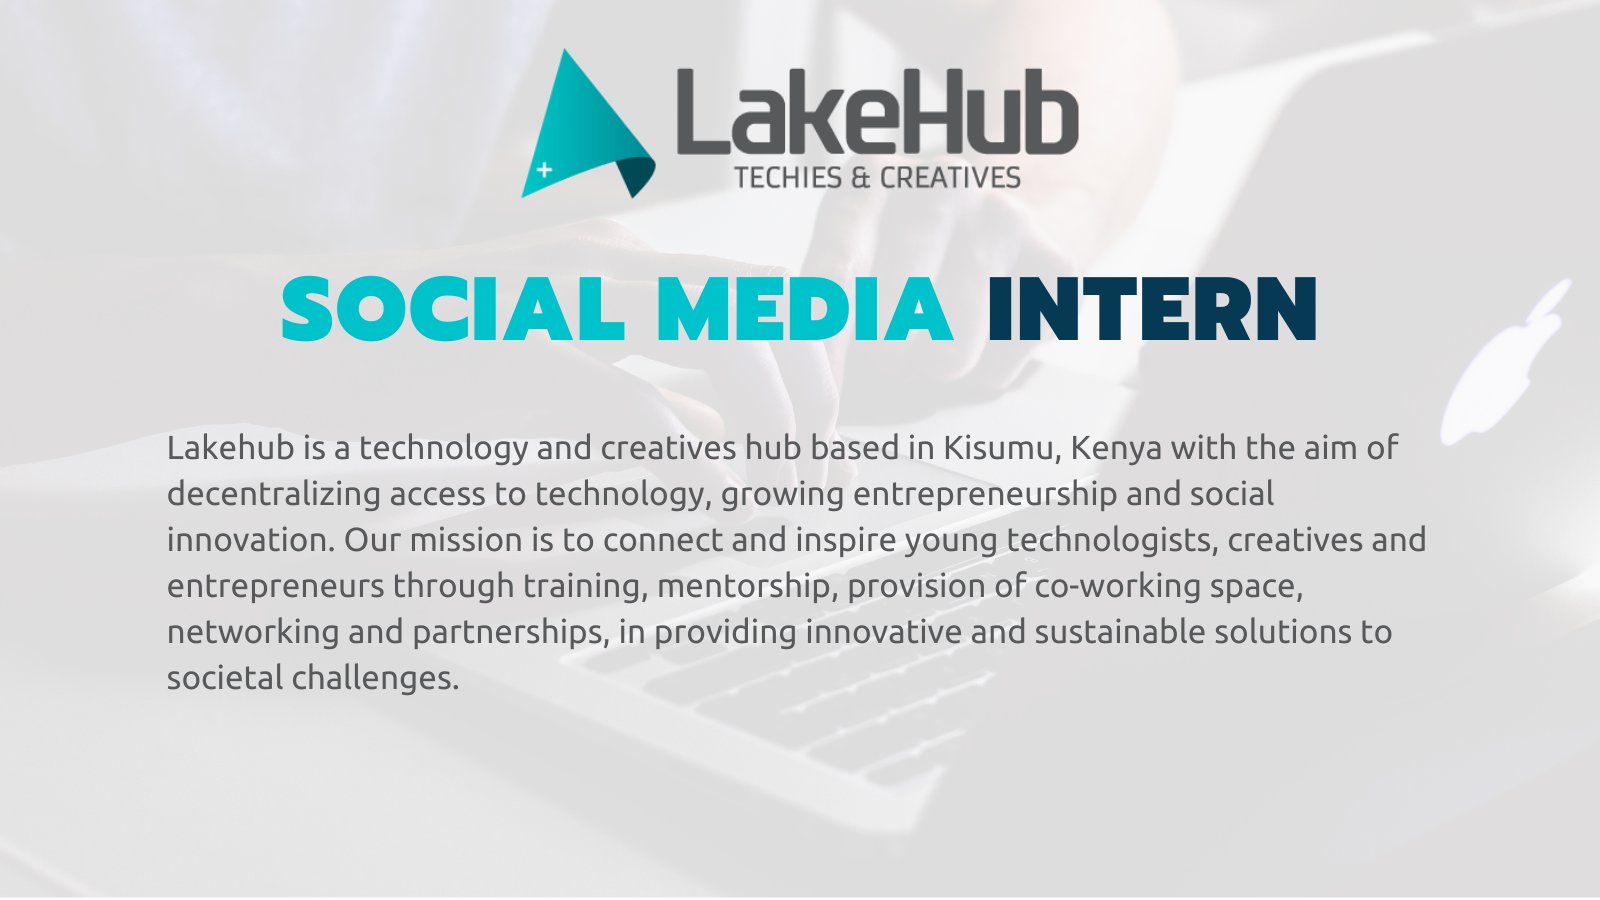 LakeHub
TECHIES & CREATIVES
SOCIAL MEDIA INTERN
Lakehub is a technology and creatives hub based in Kisumu, Kenya with the aim of
decentralizing access to technology, growing entrepreneurship and social
innovation. Our mission is to connect and inspire young technologists, creatives and
entrepreneurs through training, mentorship, provision of co-working space,
networking and partnerships, in providing innovative and sustainable solutions to
societal challenges.